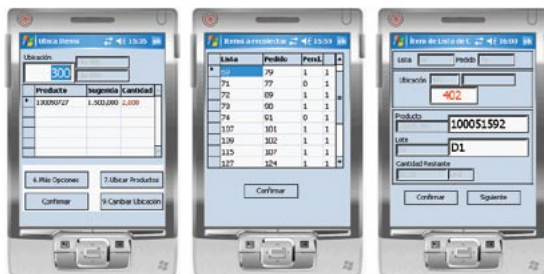 Ubica Items 15:35 ok
Ubicación
300
Producto Sugerida Cantidad
100050727 1.500,000 2,000
6.Más Opciones 7.Ubicar Productos
Confirmar 9.Cambiar Ubicación
Items a recolectar 15:59 ok
Lista Pedido Pend.
69 79 1 1
71 77 0 1
72 89 1 1
73 90 1 1
74 91 0 1
107 101 1 1
109 102 1 1
115 107 1 1
127 124 1 1
Confirmar
Item de Lista de C. 16:00 ok
Lista Pedido
Ubicación
402
Producto
100051592
Lote
D1
Cantidad Restante
Confirmar Siguiente